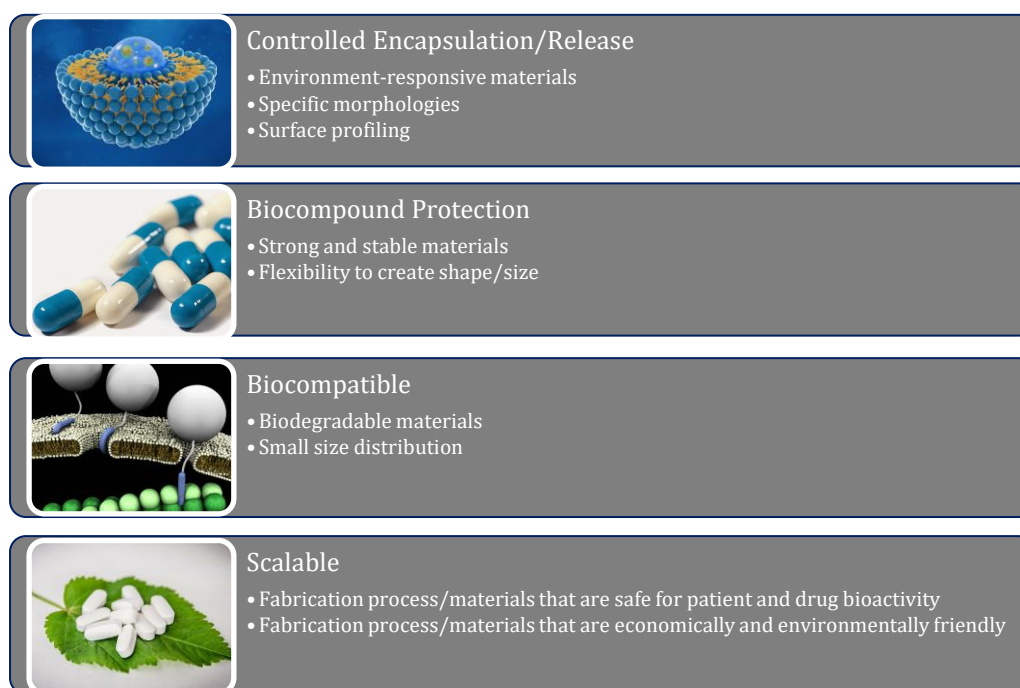 Controlled Encapsulation/Release
•Environment-responsive materials
•Specific morphologies
•Surface profiling
Biocompound Protection
•Strong and stable materials
•Flexibility to create shape/size
Biocompatible
•Biodegradable materials
•Small size distribution
Scalable
•Fabrication process/materials that are safe for patient and drug bioactivity
•Fabrication process/materials that are economically and environmentally friendly